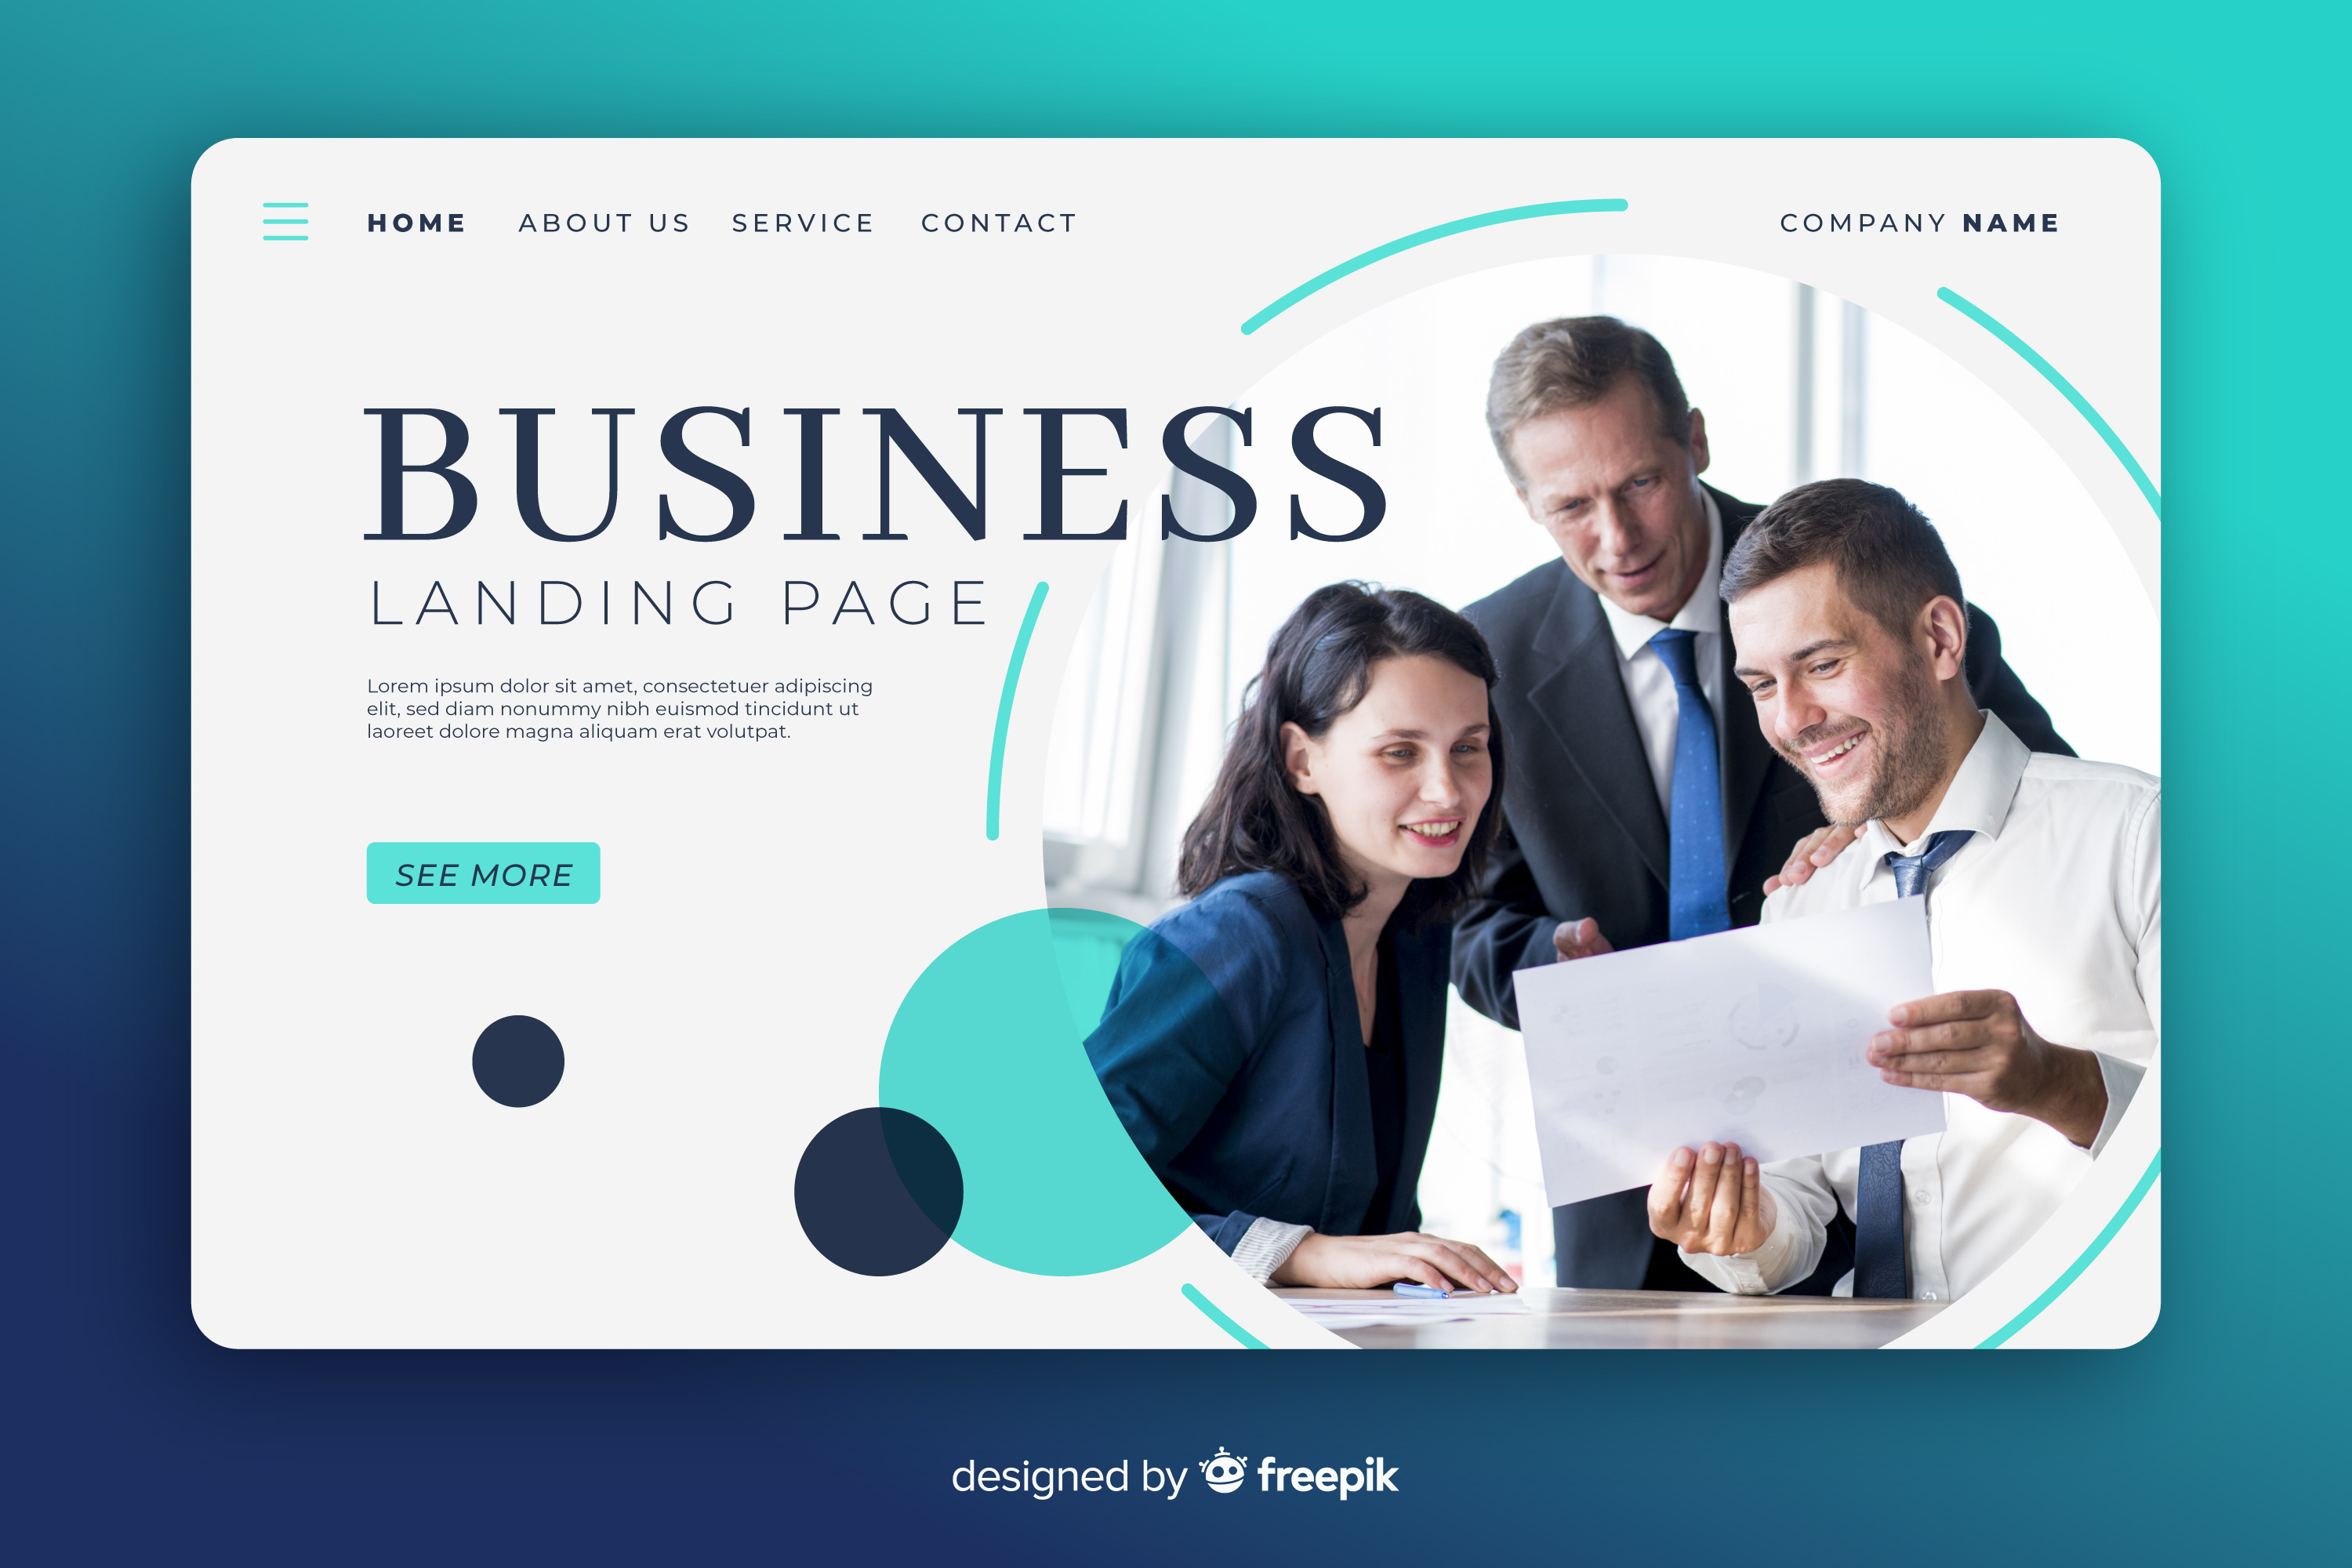 HOME ABOUT US SERVICE CONTACT COMPANY NAME
BUSINESS
LANDING PAGE
Lorem ipsum dolor sit amet, consectetuer adipiscing
elit, sed diam nonummy nibh euismod tincidunt ut
laoreet dolore magna aliquam erat volutpat.
SEE MORE
designed by freepik